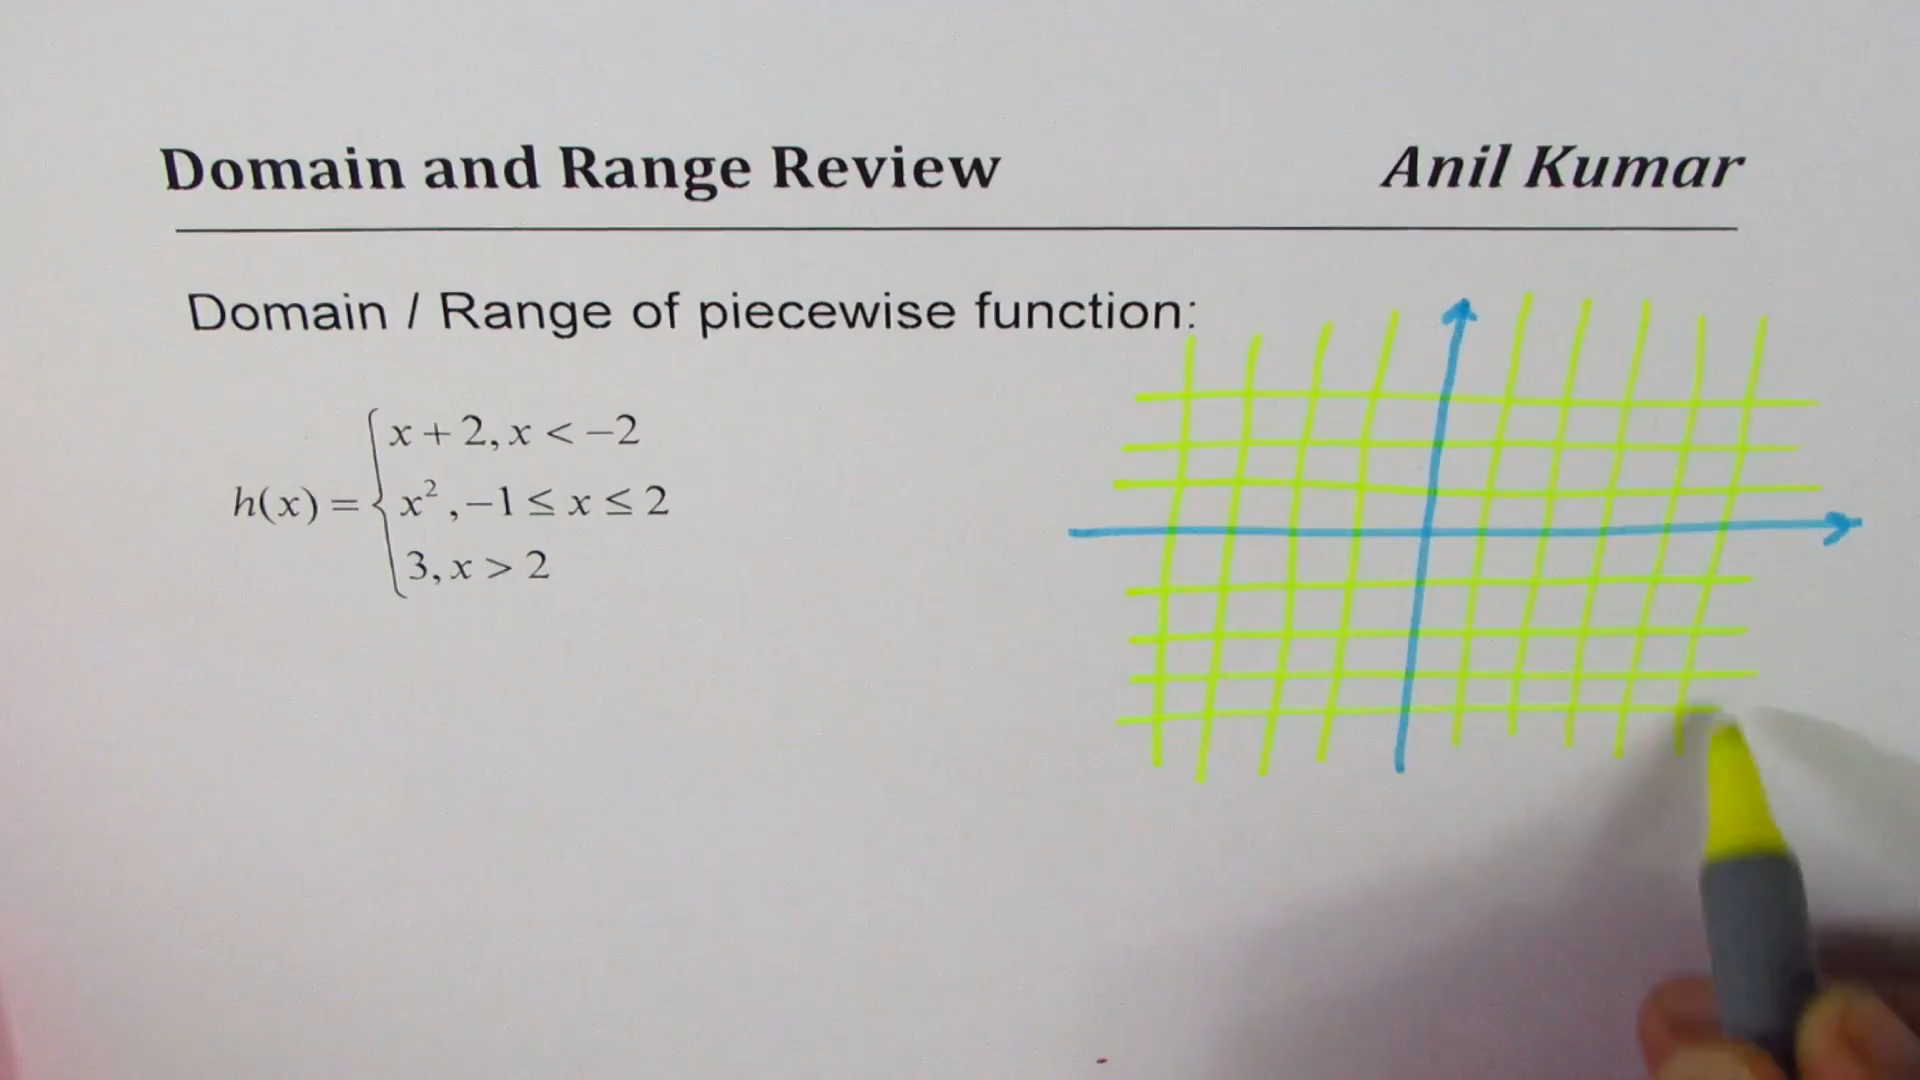 Domain and Range Review Anil Kumar
Domain / Range of piecewise function:
x + 2, x < −2
h(x) = { x², −1 ≤ x ≤ 2
3, x > 2